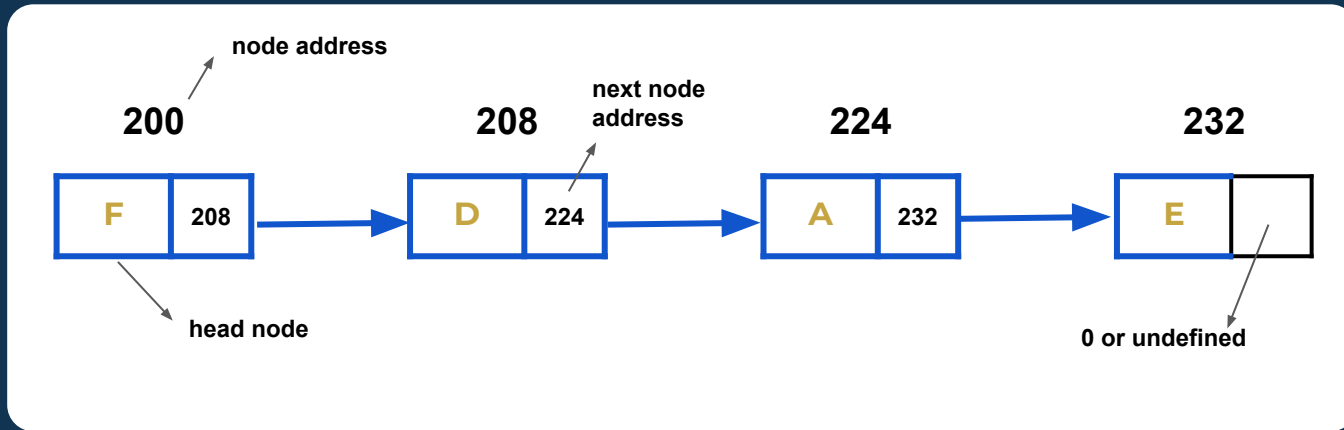 node address
next node
address
200
208
224
232
F
208
D
224
A
232
E
head node
0 or undefined